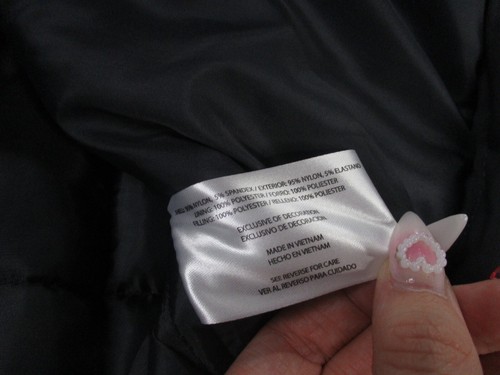 95% NYLON, 5% SPANDEX / EXTERIOR: 95% NYLON, 5% ELASTANO
LINING: 100% POLYESTER / FORRO: 100% POLIESTER
FILLING: 100% POLYESTER / RELLENO: 100% POLIESTER
EXCLUSIVE OF DECORATION
EXCLUSIVO DE DECORACION
MADE IN VIETNAM
HECHO EN VIETNAM
SEE REVERSE FOR CARE
VER AL REVERSO PARA CUIDADO